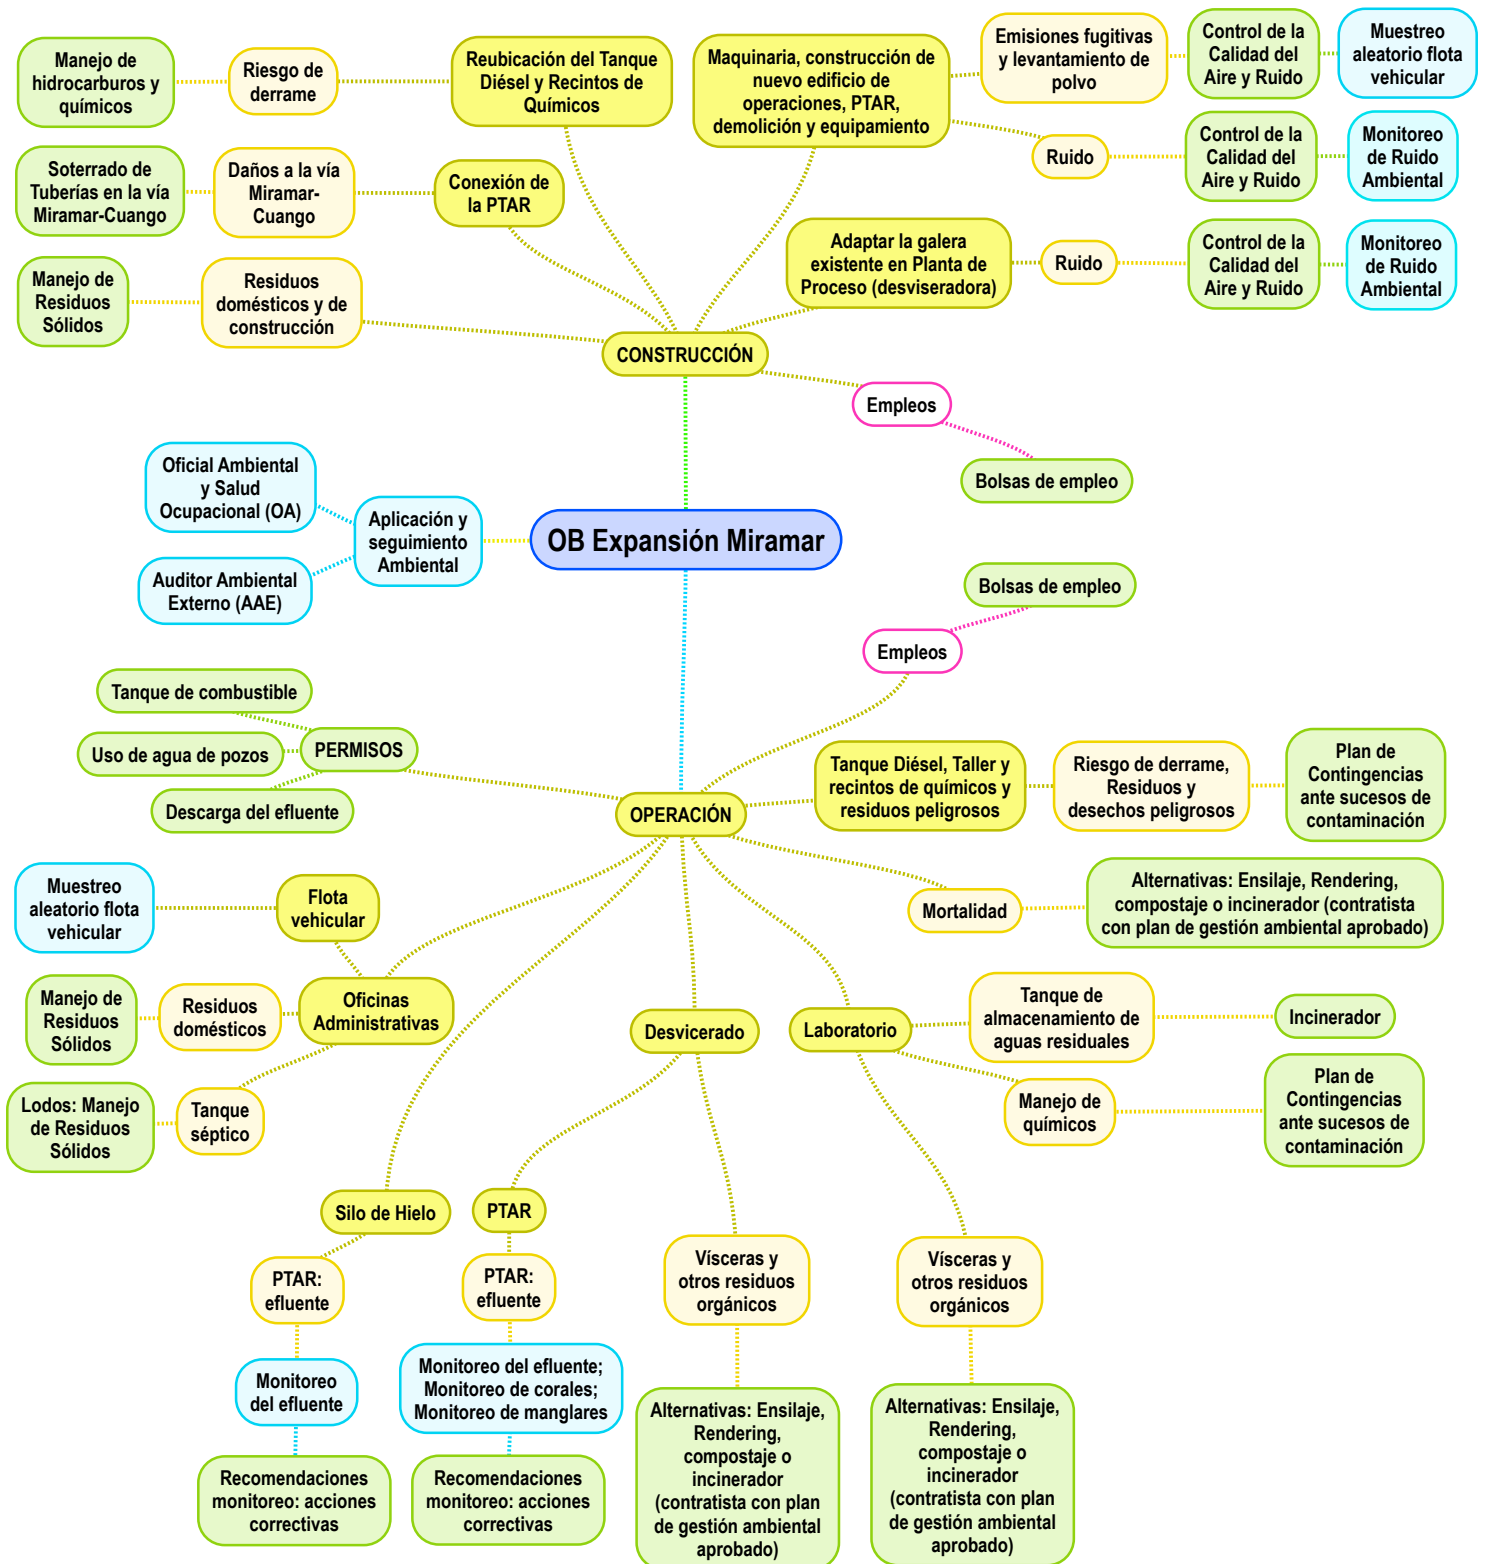 Manejo de
hidrocarburos y
químicos
Riesgo de
derrame
Reubicación del Tanque
Diésel y Recintos de
Químicos
Maquinaria, construcción de
nuevo edificio de
operaciones, PTAR,
demolición y equipamiento
Emisiones fugitivas
y levantamiento de
polvo
Control de la
Calidad del
Aire y Ruido
Muestreo
aleatorio flota
vehicular
Ruido
Control de la
Calidad del
Aire y Ruido
Monitoreo
de Ruido
Ambiental
Soterrado de
Tuberías en la vía
Miramar-Cuango
Daños a la vía
Miramar-
Cuango
Conexión de
la PTAR
Adaptar la galera
existente en Planta de
Proceso (desviseradora)
Ruido
Control de la
Calidad del
Aire y Ruido
Monitoreo
de Ruido
Ambiental
Manejo de
Residuos
Sólidos
Residuos
domésticos y de
construcción
CONSTRUCCIÓN
Empleos
Bolsas de empleo
Oficial Ambiental
y Salud
Ocupacional (OA)
Aplicación y
seguimiento
Ambiental
Auditor Ambiental
Externo (AAE)
OB Expansión Miramar
Bolsas de empleo
Empleos
Tanque de combustible
Uso de agua de pozos
PERMISOS
Descarga del efluente
OPERACIÓN
Tanque Diésel, Taller y
recintos de químicos y
residuos peligrosos
Riesgo de derrame,
Residuos y
desechos peligrosos
Plan de
Contingencias
ante sucesos de
contaminación
Mortalidad
Alternativas: Ensilaje, Rendering,
compostaje o incinerador (contratista
con plan de gestión ambiental aprobado)
Muestreo
aleatorio flota
vehicular
Flota
vehicular
Manejo de
Residuos
Sólidos
Residuos
domésticos
Oficinas
Administrativas
Lodos: Manejo
de Residuos
Sólidos
Tanque
séptico
Desvicerado
Laboratorio
Tanque de
almacenamiento de
aguas residuales
Incinerador
Manejo de
químicos
Plan de
Contingencias
ante sucesos de
contaminación
Silo de Hielo
PTAR
PTAR:
efluente
PTAR:
efluente
Vísceras y
otros residuos
orgánicos
Vísceras y
otros residuos
orgánicos
Monitoreo
del efluente
Monitoreo del efluente;
Monitoreo de corales;
Monitoreo de manglares
Recomendaciones
monitoreo: acciones
correctivas
Recomendaciones
monitoreo: acciones
correctivas
Alternativas: Ensilaje,
Rendering,
compostaje o
incinerador
(contratista con plan
de gestión ambiental
aprobado)
Alternativas: Ensilaje,
Rendering,
compostaje o
incinerador
(contratista con plan
de gestión ambiental
aprobado)